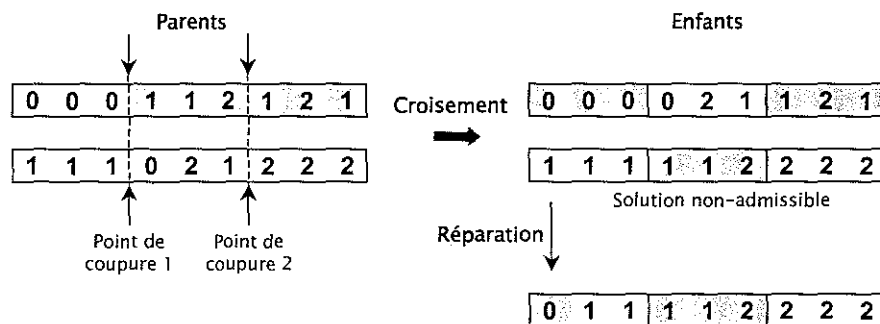 Parents
Enfants
0 0 0 1 1 2 1 2 1
Croisement
0 0 0 0 2 1 1 2 1
1 1 1 0 2 1 2 2 2
1 1 1 1 1 2 2 2 2
Solution non-admissible
Point de
coupure 1
Point de
coupure 2
Réparation
0 1 1 1 1 2 2 2 2